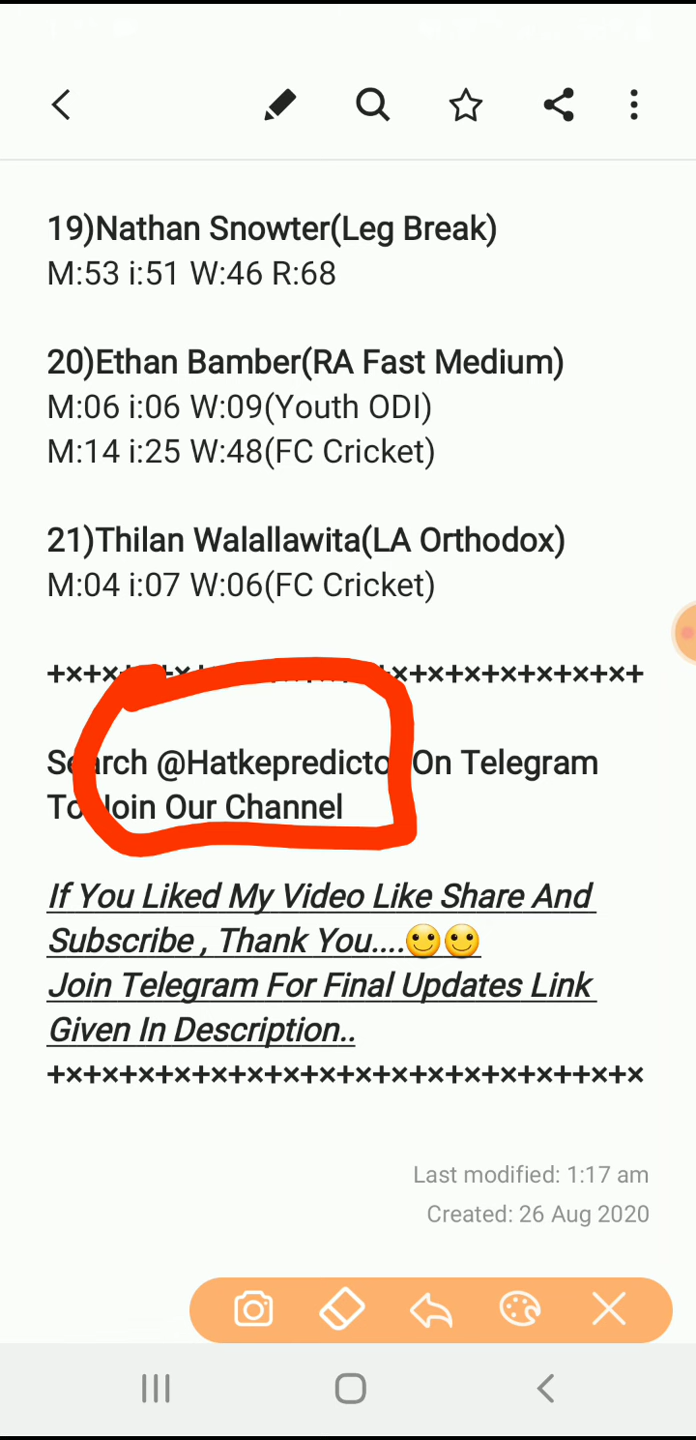 19)Nathan Snowter(Leg Break)
M:53 i:51 W:46 R:68
20)Ethan Bamber(RA Fast Medium)
M:06 i:06 W:09(Youth ODI)
M:14 i:25 W:48(FC Cricket)
21)Thilan Walallawita(LA Orthodox)
M:04 i:07 W:06(FC Cricket)
Search @Hatkepredicto On Telegram
To Join Our Channel
If You Liked My Video Like Share And
Subscribe , Thank You....🙂🙂
Join Telegram For Final Updates Link
Given In Description..
+×+×+×+×+×+×+×+×+×+×+×+×+×+×++×+×
Last modified: 1:17 am
Created: 26 Aug 2020